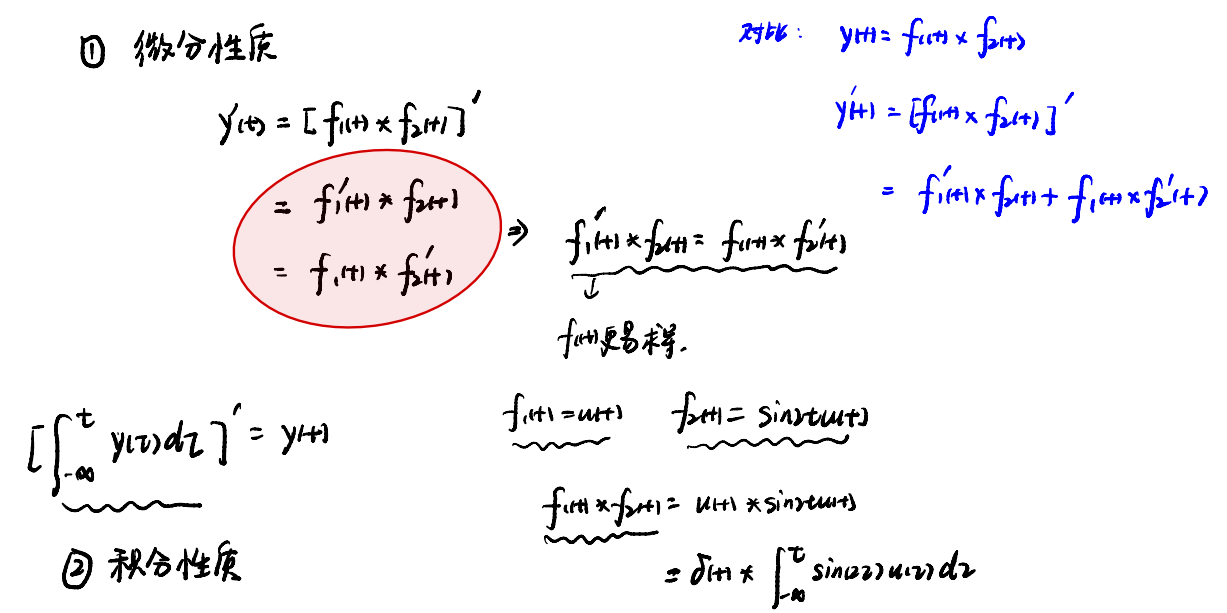 ① 微分性质
对比: y(t) = f₁(t) × f₂(t)
y'(t) = [f₁(t) * f₂(t)]'
y'(t) = [f₁(t) × f₂(t)]'
= f₁'(t) * f₂(t)
= f₁'(t) × f₂(t) + f₁(t) × f₂'(t)
= f₁(t) * f₂'(t)
⇒ f₁'(t) * f₂(t) = f₁(t) * f₂'(t)
↓
f₁(t)更易求导.
[∫_{-∞}^{t} y(τ)dτ]' = y(t)
f₁(t) = u(t) f₂(t) = sin2tu(t)
f₁(t) * f₂(t) = u(t) * sin2tu(t)
② 积分性质
= δ(t) * ∫_{-∞}^{t} sin(2τ)u(τ)dτ